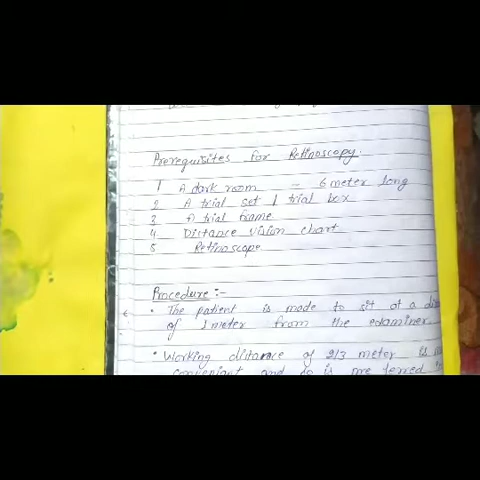 Prerequisites for Retinoscopy.
1 A dark room – 6 meter long
2 A trial set / trial box
3 A trial frame
4 Distance vision chart
5 Retinoscope
Procedure :-
• The patient is made to sit at a
of 1 meter from the examiner
• Working distance of 2/3 meter is
convenient and so is